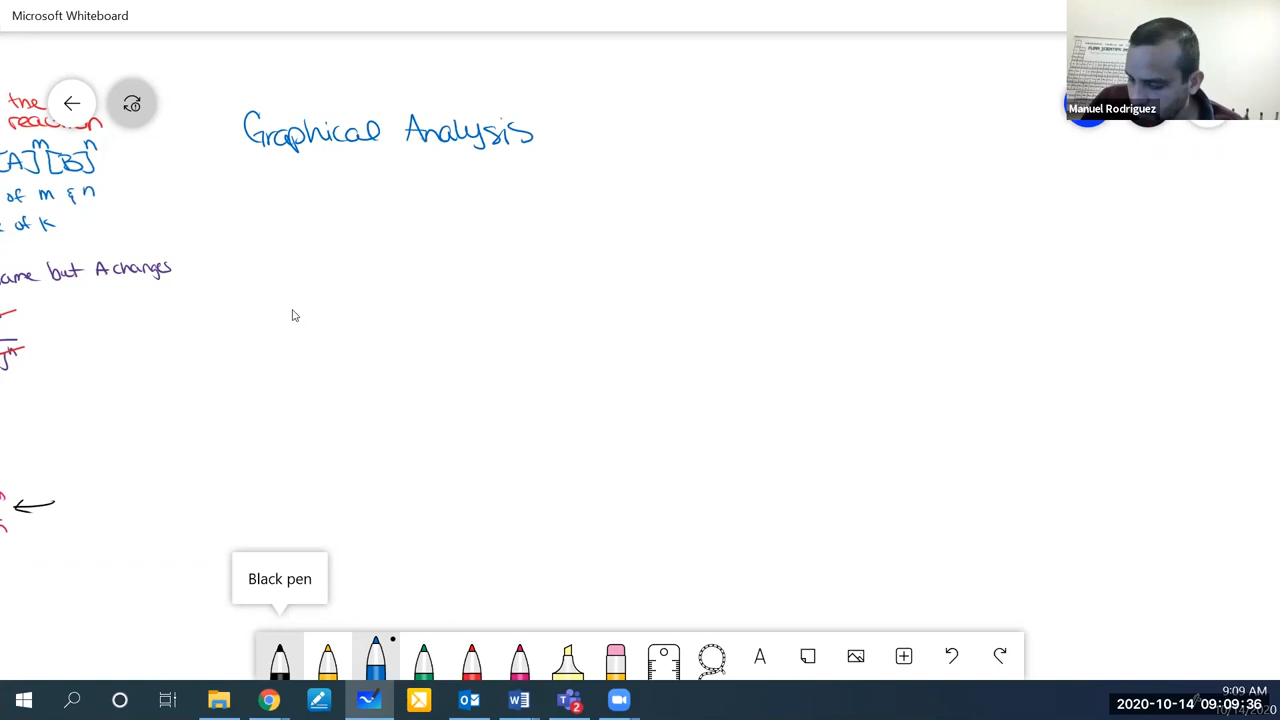 Microsoft Whiteboard
Manuel Rodriguez
the
reaction
[A]m[B]n
of m & n
of k
Graphical Analysis
but A changes
Black pen
A
2
9:09 AM
2020-10-14 09:09:36